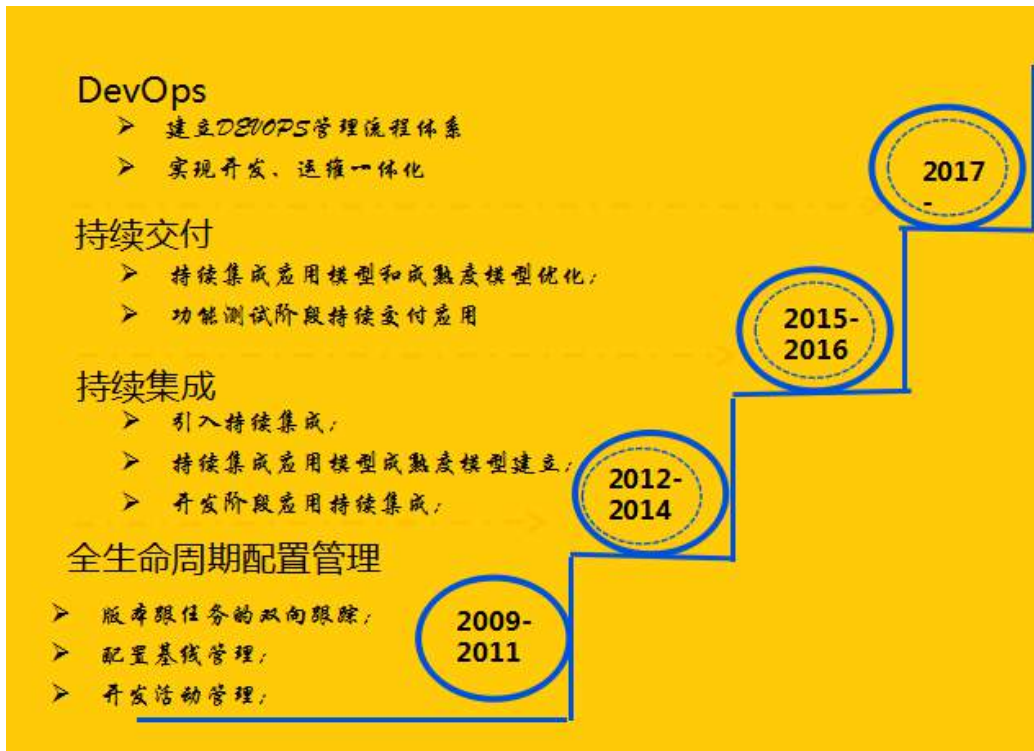 DevOps
➢ 建立DEVOPS管理流程体系
➢ 实现开发、运维一体化
2017
-
持续交付
➢ 持续集成应用模型和成熟度模型优化;
➢ 功能测试阶段持续交付应用
2015-
2016
持续集成
➢ 引入持续集成;
➢ 持续集成应用模型成熟度模型建立;
➢ 开发阶段应用持续集成;
2012-
2014
全生命周期配置管理
➢ 版本跟任务的双向跟踪;
➢ 配置基线管理;
➢ 开发活动管理;
2009-
2011